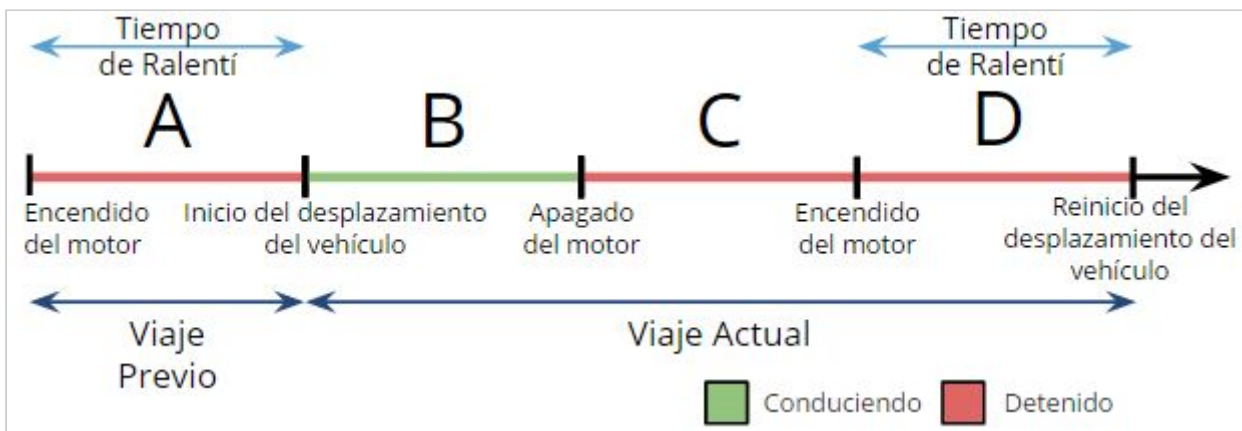 Tiempo
de Ralentí
Tiempo
de Ralentí
A
B
C
D
Encendido
del motor
Inicio del desplazamiento
del vehículo
Apagado
del motor
Encendido
del motor
Reinicio del
desplazamiento del
vehículo
Viaje
Previo
Viaje Actual
Conduciendo
Detenido